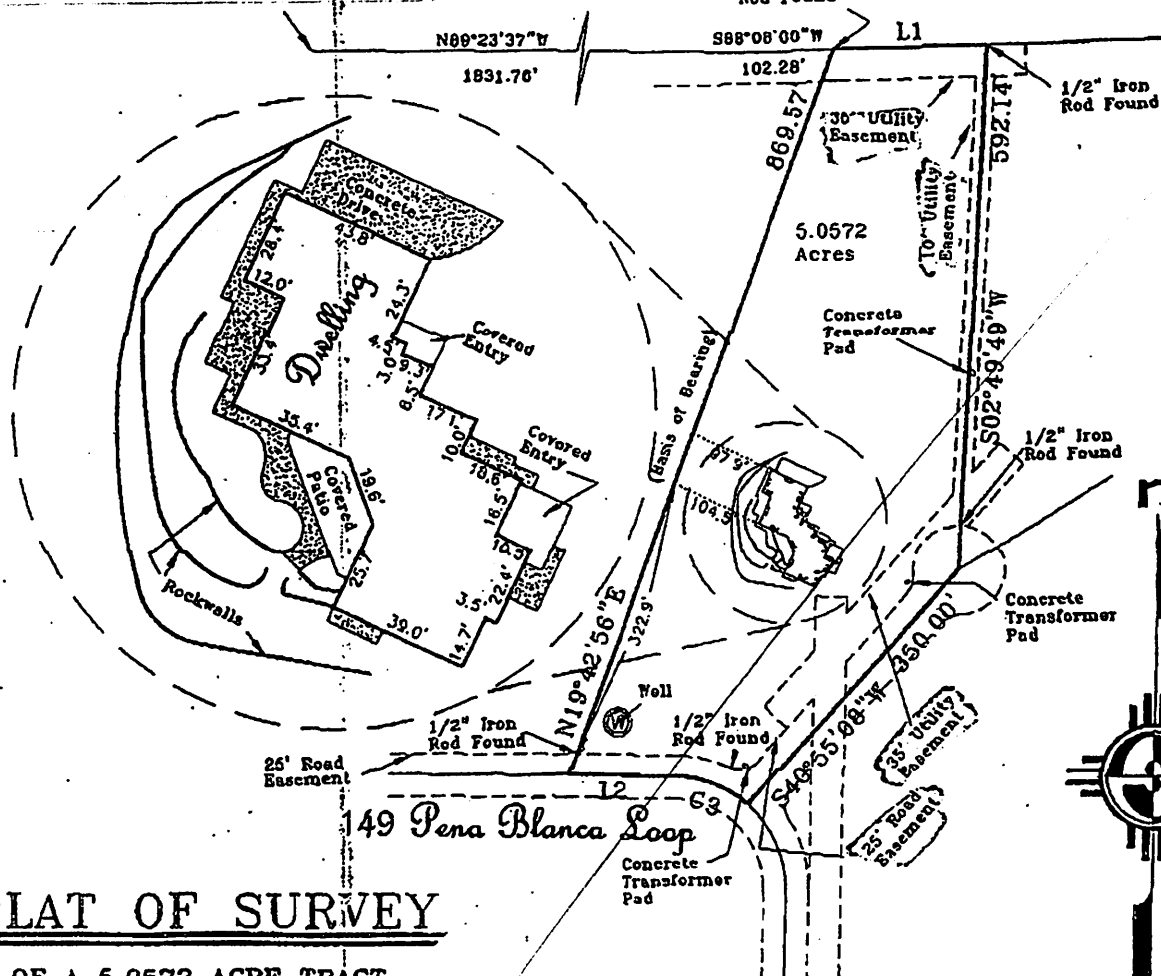 N89°23'37"W
1831.76'
S88°08'00"W
102.28'
L1
1/2" Iron
Rod Found
30' Utility
Easement
869.57
592.14'
10' Utility
Easement
5.0572
Acres
Concrete
Drive
43.8'
28.4'
12.0'
33.4'
Dwelling
24.3'
4.5'
3.0'
9.3'
8.5'
17.1'
10.0'
18.6'
16.5'
10.5'
22.4'
3.5'
14.7'
39.0'
25.7'
19.6'
35.4'
Covered
Entry
Covered
Entry
Covered
Patio
Rockwalls
Concrete
Transformer
Pad
S02°49'49"W
(Basis of Bearing)
1/2" Iron
Rod Found
104.5
N19°42'56"E
322.9'
Concrete
Transformer
Pad
S40°55'08"W
350.00'
Well
W
1/2" Iron
Rod Found
1/2" Iron
Rod Found
25' Road
Easement
35' Utility
Easement
25' Road
Easement
L2
149 Pena Blanca Loop
Concrete
Transformer
Pad
LAT OF SURVEY
OF A 5.0572 ACRE TRACT